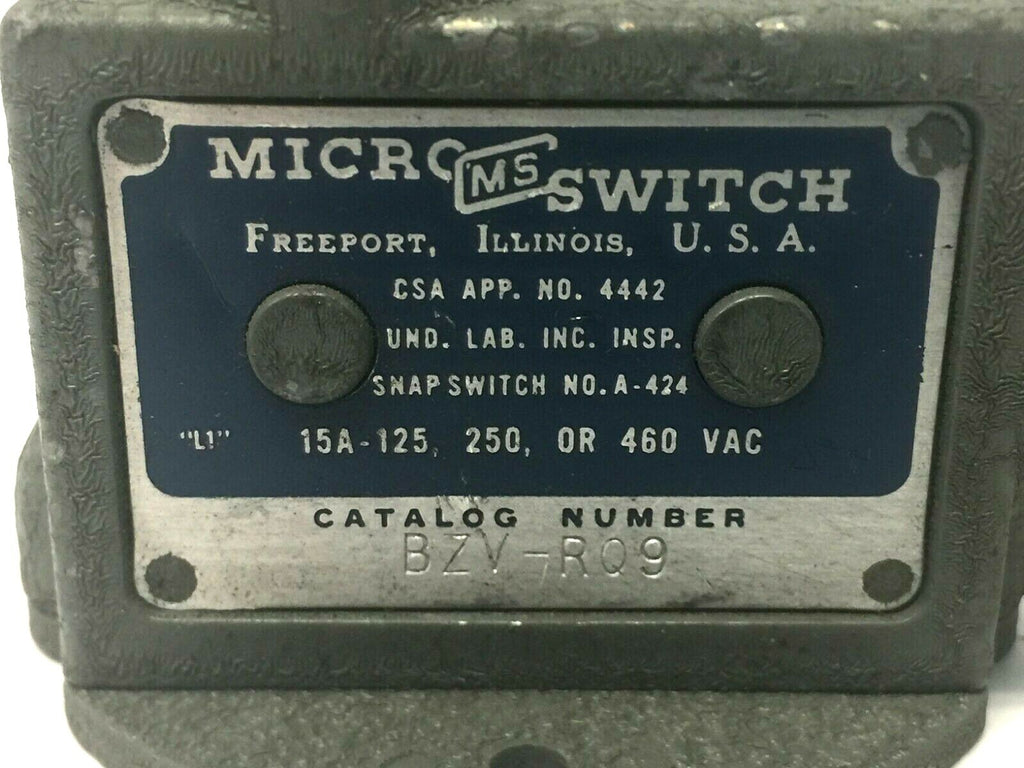 MICRO MS SWITCH
FREEPORT, ILLINOIS, U. S. A.
CSA APP. NO. 4442
UND. LAB. INC. INSP.
SNAP SWITCH NO. A-424
"L1" 15A-125, 250, OR 460 VAC
CATALOG NUMBER
BZV-RQ9